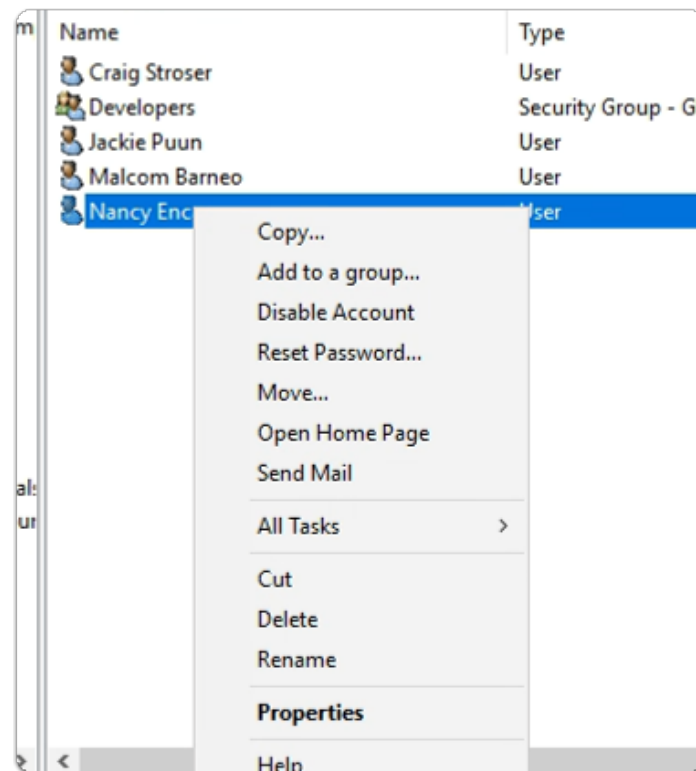 m Name Type
Craig Stroser User
Developers Security Group - G
Jackie Puun User
Malcom Barneo User
Nancy Enc User
Copy...
Add to a group...
Disable Account
Reset Password...
Move...
Open Home Page
Send Mail
als
ur
All Tasks
Cut
Delete
Rename
Properties
Help